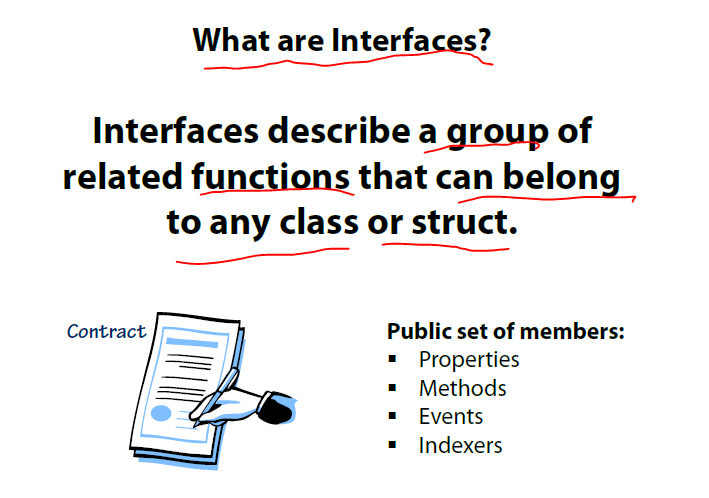 What are Interfaces?
Interfaces describe a group of
related functions that can belong
to any class or struct.
Contract
Public set of members:
▪ Properties
▪ Methods
▪ Events
▪ Indexers